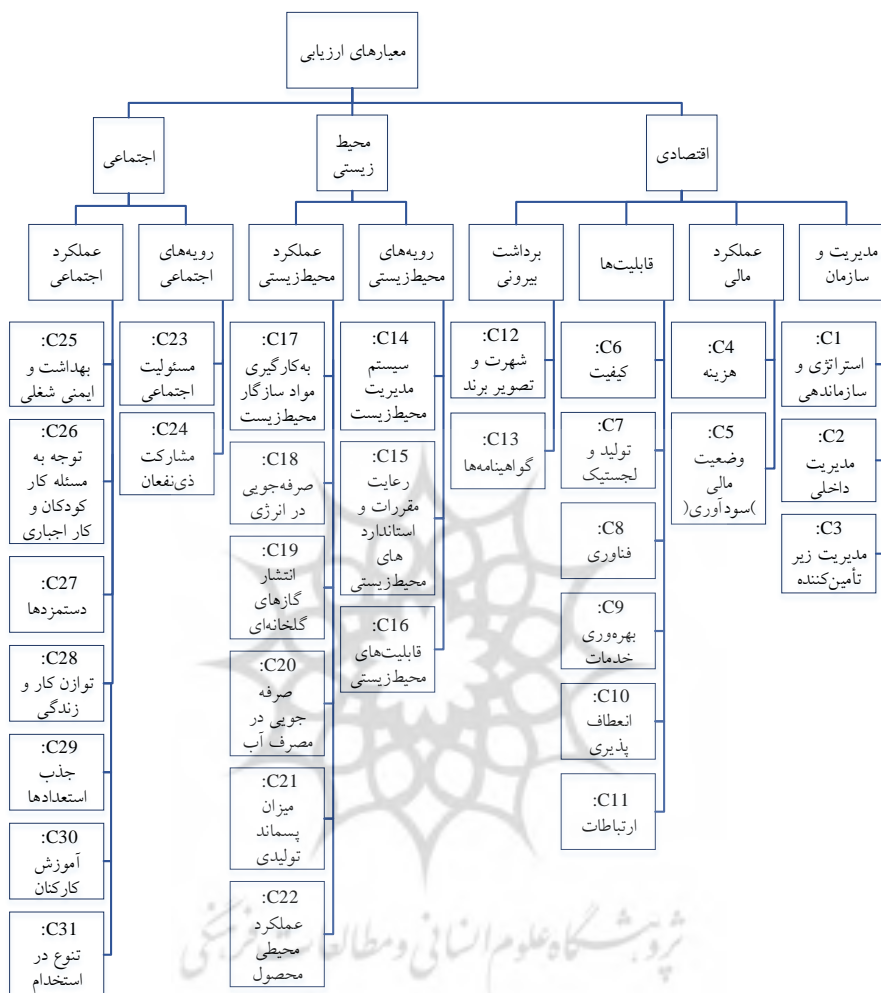 معیارهای ارزیابی
اقتصادی
محیط
زیستی
اجتماعی
مدیریت و
سازمان
عملکرد
مالی
قابلیت‌ها
برداشت
بیرونی
رویه‌های
محیط‌زیستی
عملکرد
محیط‌زیستی
رویه‌های
اجتماعی
عملکرد
اجتماعی
C1:
استراتژی و
سازماندهی
C2:
مدیریت
داخلی
C3:
مدیریت زیر
تأمین‌کننده
C4:
هزینه
C5:
وضعیت
مالی
)سودآوری(
C6:
کیفیت
C7:
تولید و
لجستیک
C8:
فناوری
C9:
بهره‌وری
خدمات
C10:
انعطاف
پذیری
C11:
ارتباطات
C12:
شهرت و
تصویر برند
C13:
گواهینامه‌ها
C14:
سیستم
مدیریت
محیط‌زیست
C15:
رعایت
مقررات و
استاندارد
های
محیط‌زیستی
C16:
قابلیت‌های
محیط‌زیستی
C17:
به‌کارگیری
مواد سازگار
محیط‌زیست
C18:
صرفه‌جویی
در انرژی
C19:
انتشار
گازهای
گلخانه‌ای
C20:
صرفه
جویی در
مصرف آب
C21:
میزان
پسماند
تولیدی
C22:
عملکرد
محیطی
محصول
C23:
مسئولیت
اجتماعی
C24:
مشارکت
ذی‌نفعان
C25:
بهداشت و
ایمنی شغلی
C26:
توجه به
مسئله کار
کودکان و
کار اجباری
C27:
دستمزدها
C28:
توازن کار و
زندگی
C29:
جذب
استعدادها
C30:
آموزش
کارکنان
C31:
تنوع در
استخدام
پژوهشگاه علوم انسانی و مطالعات فرهنگی